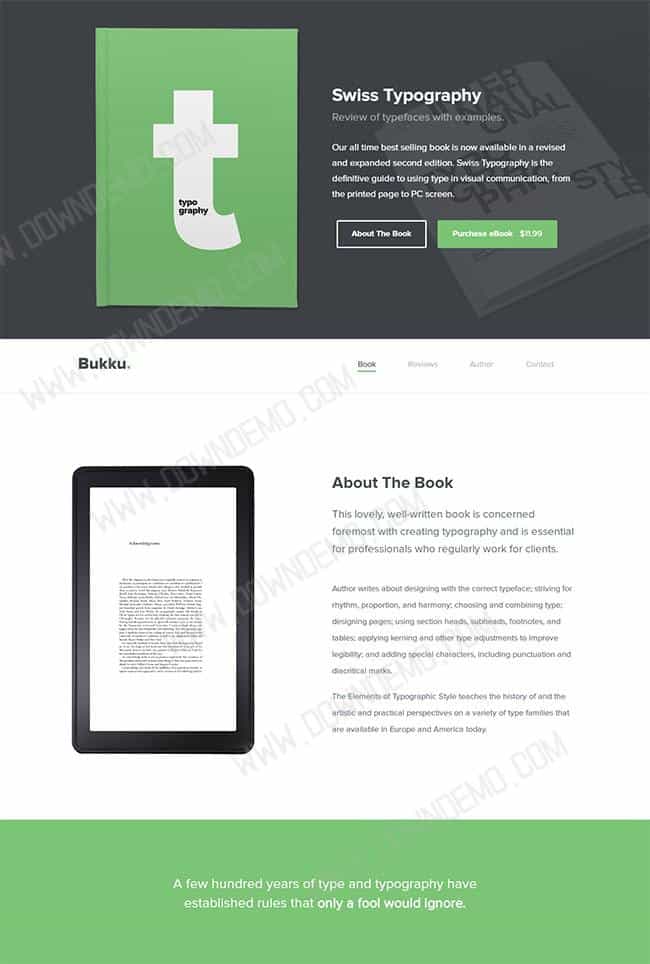 typo
graphy
Swiss Typography
Review of typefaces with examples.
Our all time best selling book is now available in a revised
and expanded second edition. Swiss Typography is the
definitive guide to using type in visual communication, from
the printed page to PC screen.
About The Book
Purchase eBook $11.99
Bukku.
Book Reviews Author Contact
Acknowledgments
About The Book
This lovely, well-written book is concerned
foremost with creating typography and is essential
for professionals who regularly work for clients.
Author writes about designing with the correct typeface; striving for
rhythm, proportion, and harmony; choosing and combining type;
designing pages; using section heads, subheads, footnotes, and
tables; applying kerning and other type adjustments to improve
legibility; and adding special characters, including punctuation and
diacritical marks.
The Elements of Typographic Style teaches the history of and the
artistic and practical perspectives on a variety of type families that
are available in Europe and America today.
A few hundred years of type and typography have
established rules that only a fool would ignore.
WWW.DOWNDEMO.COM
WWW.DOWNDEMO.COM
WWW.DOWNDEMO.COM
WWW.DOWNDEMO.COM